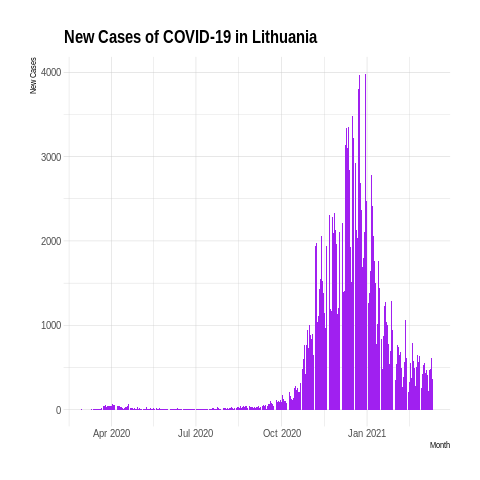 New Cases of COVID-19 in Lithuania
New Cases
4000
3000
2000
1000
0
Apr 2020 Jul 2020 Oct 2020 Jan 2021
Month